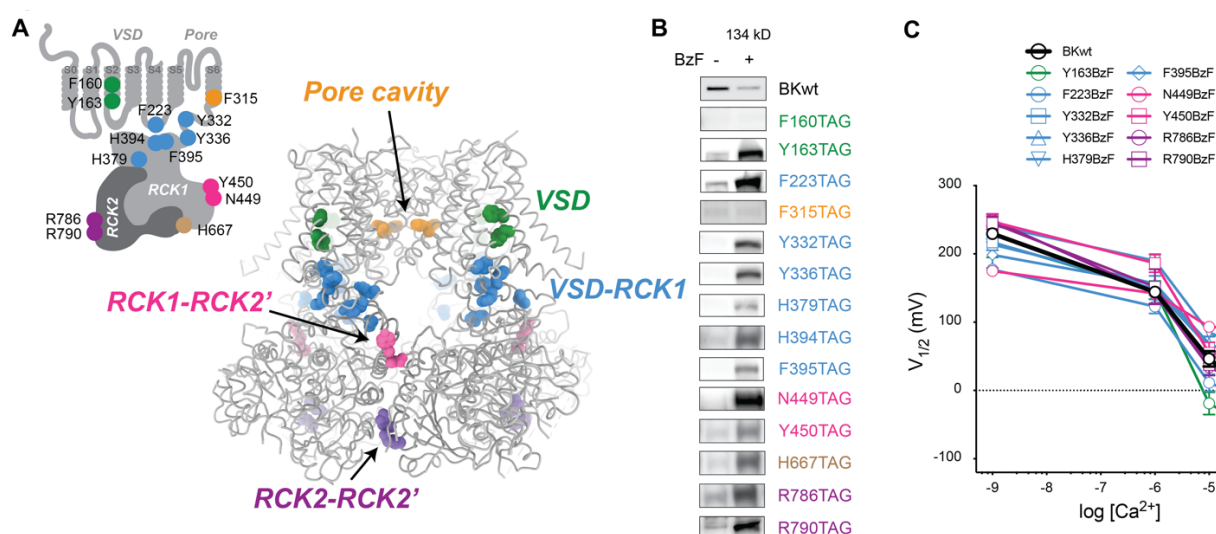 A
VSD Pore
S0 S1 S2 S3 S4 S5 S6
F160
Y163
F223
F315
Y332
H394
Y336
H379
F395
RCK1
Y450
N449
R786
R790
RCK2
H667
Pore cavity
VSD
RCK1-RCK2'
VSD-RCK1
RCK2-RCK2'
B
134 kD
BzF - +
BKwt
F160TAG
Y163TAG
F223TAG
F315TAG
Y332TAG
Y336TAG
H379TAG
H394TAG
F395TAG
N449TAG
Y450TAG
H667TAG
R786TAG
R790TAG
C
BKwt
Y163BzF F395BzF
F223BzF N449BzF
Y332BzF Y450BzF
Y336BzF R786BzF
H379BzF R790BzF
300
200
100
0
-100
V1/2 (mV)
-9 -8 -7 -6 -5
log [Ca2+]